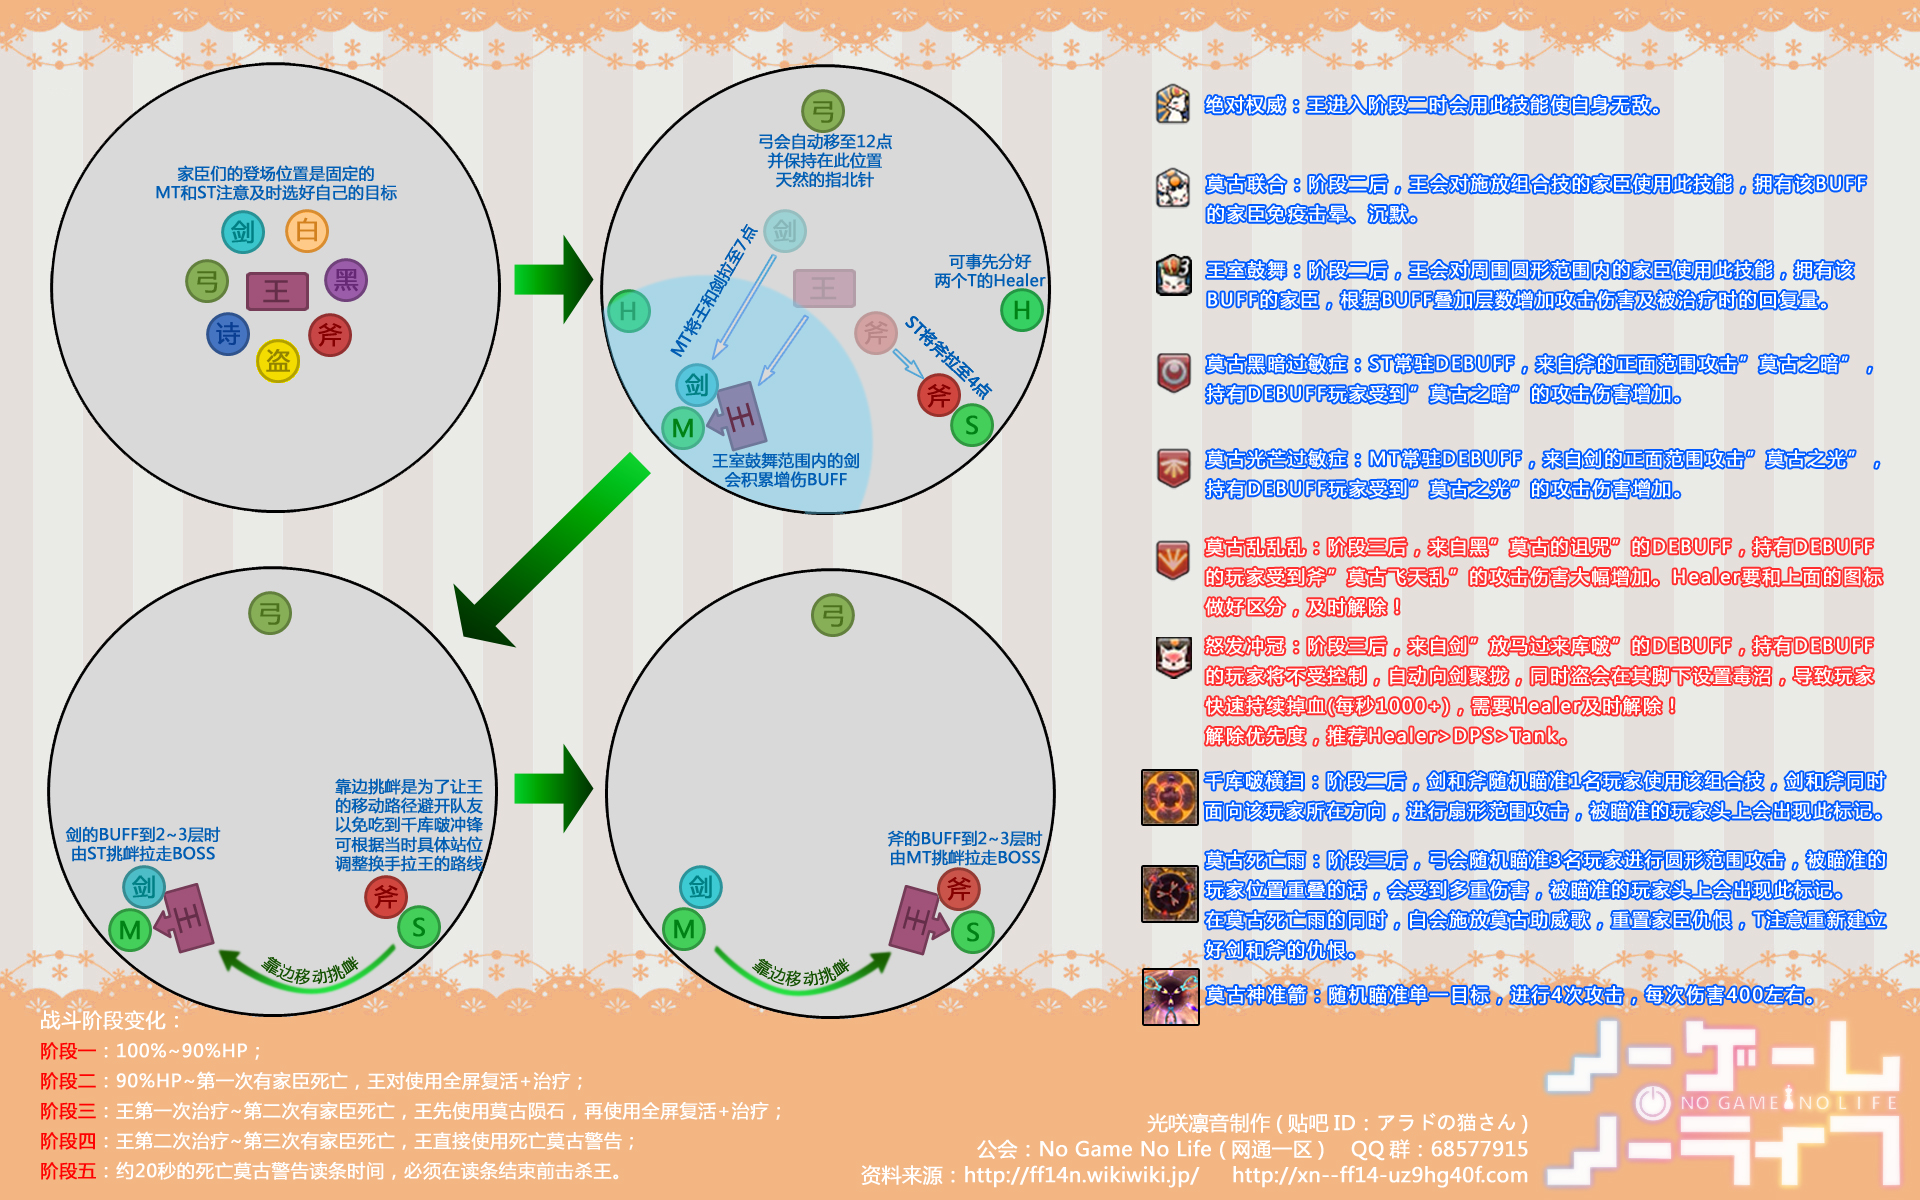 家臣们的登场位置是固定的
MT和ST注意及时选好自己的目标
剑
白
弓
王
黑
诗
盗
斧
弓
弓会自动移至12点
并保持在此位置
天然的指北针
剑
MT将王和剑拉至7点
王
可事先分好
两个T的Healer
H
H
斧
ST将斧拉至4点
剑
王
M
斧
S
王室鼓舞范围内的剑
会积累增伤BUFF
弓
剑的BUFF到2~3层时
由ST挑衅拉走BOSS
靠边挑衅是为了让王
的移动路径避开队友
以免吃到千库啵冲锋
可根据当时具体站位
调整换手拉王的路线
剑
王
M
斧
S
靠边移动挑衅
弓
斧的BUFF到2~3层时
由MT挑衅拉走BOSS
剑
M
王
斧
S
靠边移动挑衅
绝对权威：王进入阶段二时会用此技能使自身无敌。
莫古联合：阶段二后，王会对施放组合技的家臣使用此技能，拥有该BUFF
的家臣免疫击晕、沉默。
3
王室鼓舞：阶段二后，王会对周围圆形范围内的家臣使用此技能，拥有该
BUFF的家臣，根据BUFF叠加层数增加攻击伤害及被治疗时的回复量。
莫古黑暗过敏症：ST常驻DEBUFF，来自斧的正面范围攻击”莫古之暗”，
持有DEBUFF玩家受到”莫古之暗”的攻击伤害增加。
莫古光芒过敏症：MT常驻DEBUFF，来自剑的正面范围攻击”莫古之光”，
持有DEBUFF玩家受到”莫古之光”的攻击伤害增加。
莫古乱乱乱：阶段三后，来自黑”莫古的诅咒”的DEBUFF，持有DEBUFF
的玩家受到斧”莫古飞天乱”的攻击伤害大幅增加。Healer要和上面的图标
做好区分，及时解除！
怒发冲冠：阶段三后，来自剑”放马过来库啵”的DEBUFF，持有DEBUFF
的玩家将不受控制，自动向剑聚拢，同时盗会在其脚下设置毒沼，导致玩家
快速持续掉血(每秒1000+)，需要Healer及时解除！
解除优先度，推荐Healer>DPS>Tank。
千库啵横扫：阶段二后，剑和斧随机瞄准1名玩家使用该组合技，剑和斧同时
面向该玩家所在方向，进行扇形范围攻击，被瞄准的玩家头上会出现此标记。
莫古死亡雨：阶段三后，弓会随机瞄准3名玩家进行圆形范围攻击，被瞄准的
玩家位置重叠的话，会受到多重伤害，被瞄准的玩家头上会出现此标记。
在莫古死亡雨的同时，白会施放莫古助威歌，重置家臣仇恨，T注意重新建立
好剑和斧的仇恨。
莫古神准箭：随机瞄准单一目标，进行4次攻击，每次伤害400左右。
战斗阶段变化：
阶段一：100%~90%HP；
阶段二：90%HP~第一次有家臣死亡，王对使用全屏复活+治疗；
阶段三：王第一次治疗~第二次有家臣死亡，王先使用莫古陨石，再使用全屏复活+治疗；
阶段四：王第二次治疗~第三次有家臣死亡，王直接使用死亡莫古警告；
阶段五：约20秒的死亡莫古警告读条时间，必须在读条结束前击杀王。
光咲凛音制作 ( 贴吧 ID：アラドの猫さん )
公会：No Game No Life ( 网通一区 )　QQ 群：68577915
资料来源：http://ff14n.wikiwiki.jp/　http://xn--ff14-uz9hg40f.com
ノーゲーム
NO GAME NO LIFE
ノーライフ